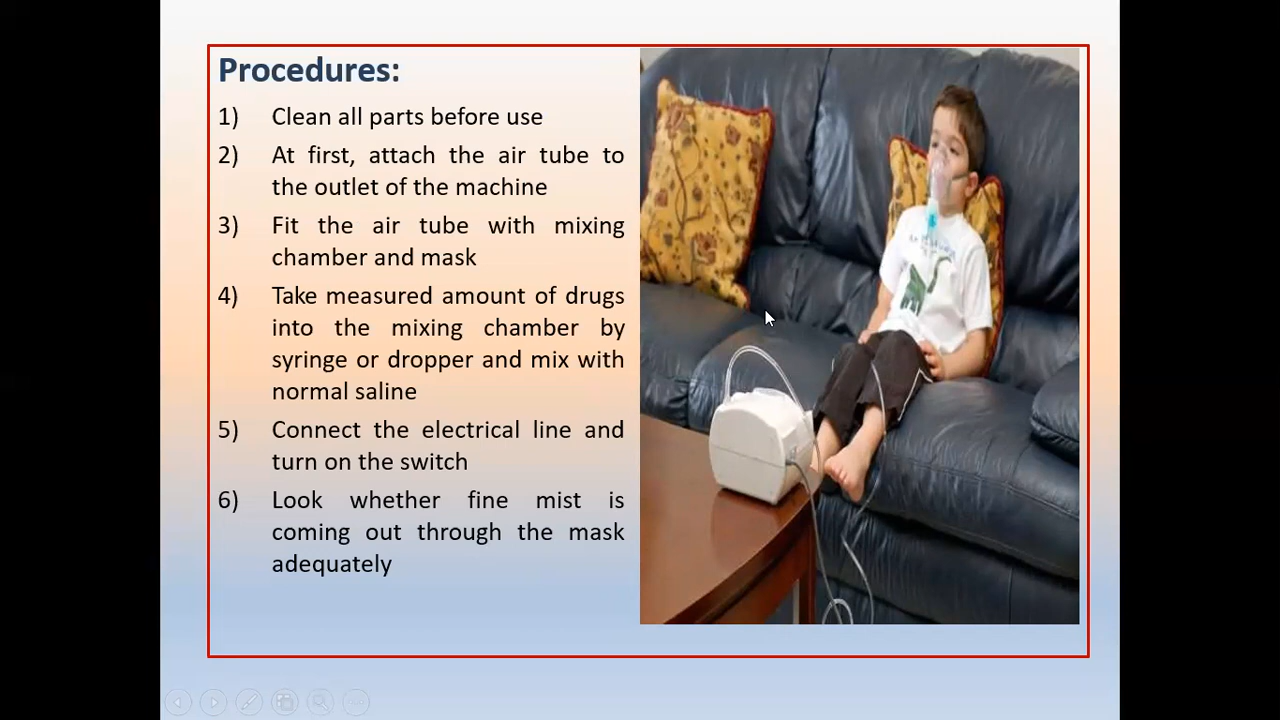 Procedures:
1) Clean all parts before use
2) At first, attach the air tube to
the outlet of the machine
3) Fit the air tube with mixing
chamber and mask
4) Take measured amount of drugs
into the mixing chamber by
syringe or dropper and mix with
normal saline
5) Connect the electrical line and
turn on the switch
6) Look whether fine mist is
coming out through the mask
adequately